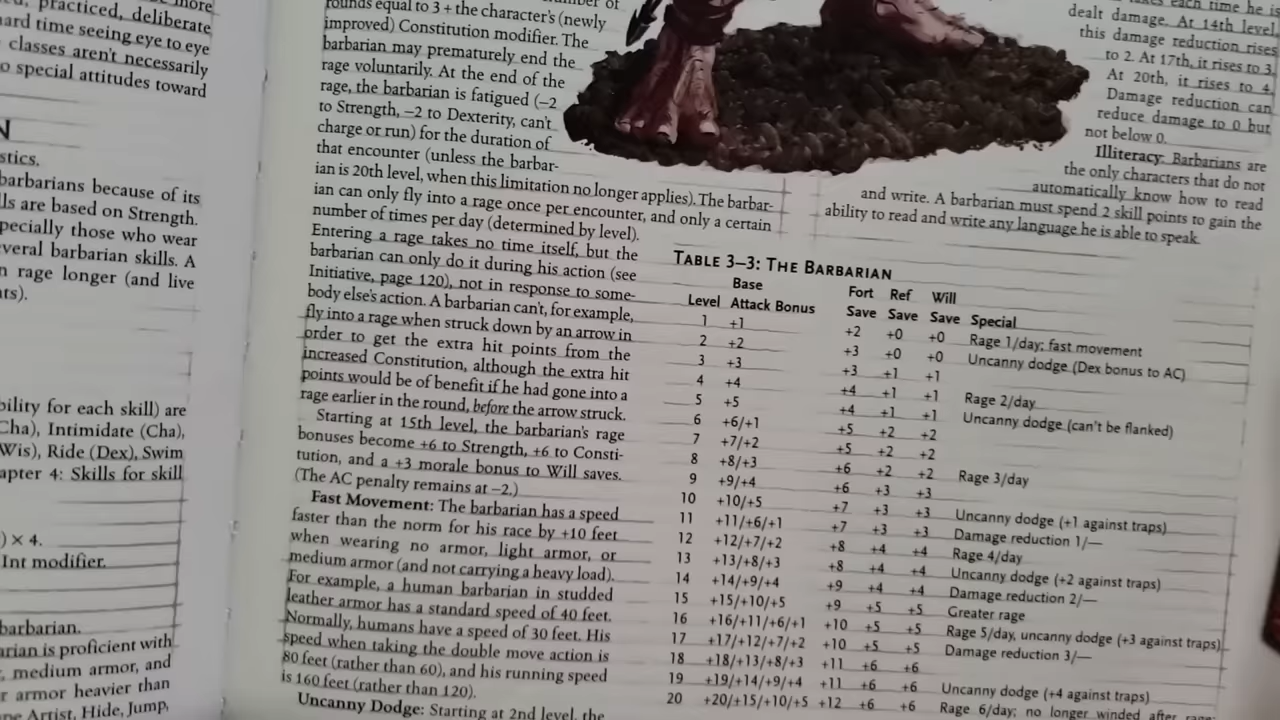 more
practiced, deliberate
hard time seeing eye to eye
classes aren't necessarily
o special attitudes toward
N
stics,
barbarians because of its
lls are based on Strength.
pecially those who wear
everal barbarian skills. A
n rage longer (and live
nts).
bility for each skill) are
Cha), Intimidate (Cha),
Wis), Ride (Dex), Swim
apter 4: Skills for skill
) × 4.
Int modifier.
barbarian.
arian is proficient with
, medium armor, and
r armor heavier than
Artist, Hide, Jump,
rounds equal to 3 + the character's (newly
improved) Constitution modifier. The
barbarian may prematurely end the
rage voluntarily. At the end of the
rage, the barbarian is fatigued (–2
to Strength, –2 to Dexterity, can't
charge or run) for the duration of
that encounter (unless the barbar-
ian is 20th level, when this limitation no longer applies). The barbar-
ian can only fly into a rage once per encounter, and only a certain
number of times per day (determined by level).
Entering a rage takes no time itself, but the
barbarian can only do it during his action (see
Initiative, page 120), not in response to some-
body else's action. A barbarian can't, for example,
fly into a rage when struck down by an arrow in
order to get the extra hit points from the
increased Constitution, although the extra hit
points would be of benefit if he had gone into a
rage earlier in the round, before the arrow struck.
Starting at 15th level, the barbarian's rage
bonuses become +6 to Strength, +6 to Consti-
tution, and a +3 morale bonus to Will saves.
(The AC penalty remains at –2.)
Fast Movement: The barbarian has a speed
faster than the norm for his race by +10 feet
when wearing no armor, light armor, or
medium armor (and not carrying a heavy load).
For example, a human barbarian in studded
leather armor has a standard speed of 40 feet.
Normally, humans have a speed of 30 feet. His
speed when taking the double move action is
80 feet (rather than 60), and his running speed
is 160 feet (rather than 120).
Uncanny Dodge: Starting at 2nd level, the
each time he is
dealt damage. At 14th level
this damage reduction rises
to 2. At 17th, it rises to 3.
At 20th, it rises to 4.
Damage reduction can
reduce damage to 0 but
not below 0.
Illiteracy: Barbarians are
the only characters that do not
automatically know how to read
and write. A barbarian must spend 2 skill points to gain the
ability to read and write any language he is able to speak.
TABLE 3–3: THE BARBARIAN
Base Fort Ref Will
Level Attack Bonus Save Save Save Special
1 +1 +2 +0 +0 Rage 1/day; fast movement
2 +2 +3 +0 +0 Uncanny dodge (Dex bonus to AC)
3 +3 +3 +1 +1
4 +4 +4 +1 +1 Rage 2/day
5 +5 +4 +1 +1 Uncanny dodge (can't be flanked)
6 +6/+1 +5 +2 +2
7 +7/+2 +5 +2 +2
8 +8/+3 +6 +2 +2 Rage 3/day
9 +9/+4 +6 +3 +3
10 +10/+5 +7 +3 +3 Uncanny dodge (+1 against traps)
11 +11/+6/+1 +7 +3 +3 Damage reduction 1/—
12 +12/+7/+2 +8 +4 +4 Rage 4/day
13 +13/+8/+3 +8 +4 +4 Uncanny dodge (+2 against traps)
14 +14/+9/+4 +9 +4 +4 Damage reduction 2/—
15 +15/+10/+5 +9 +5 +5 Greater rage
16 +16/+11/+6/+1 +10 +5 +5 Rage 5/day, uncanny dodge (+3 against traps)
17 +17/+12/+7/+2 +10 +5 +5 Damage reduction 3/—
18 +18/+13/+8/+3 +11 +6 +6
19 +19/+14/+9/+4 +11 +6 +6 Uncanny dodge (+4 against traps)
20 +20/+15/+10/+5 +12 +6 +6 Rage 6/day; no longer winded after rage;